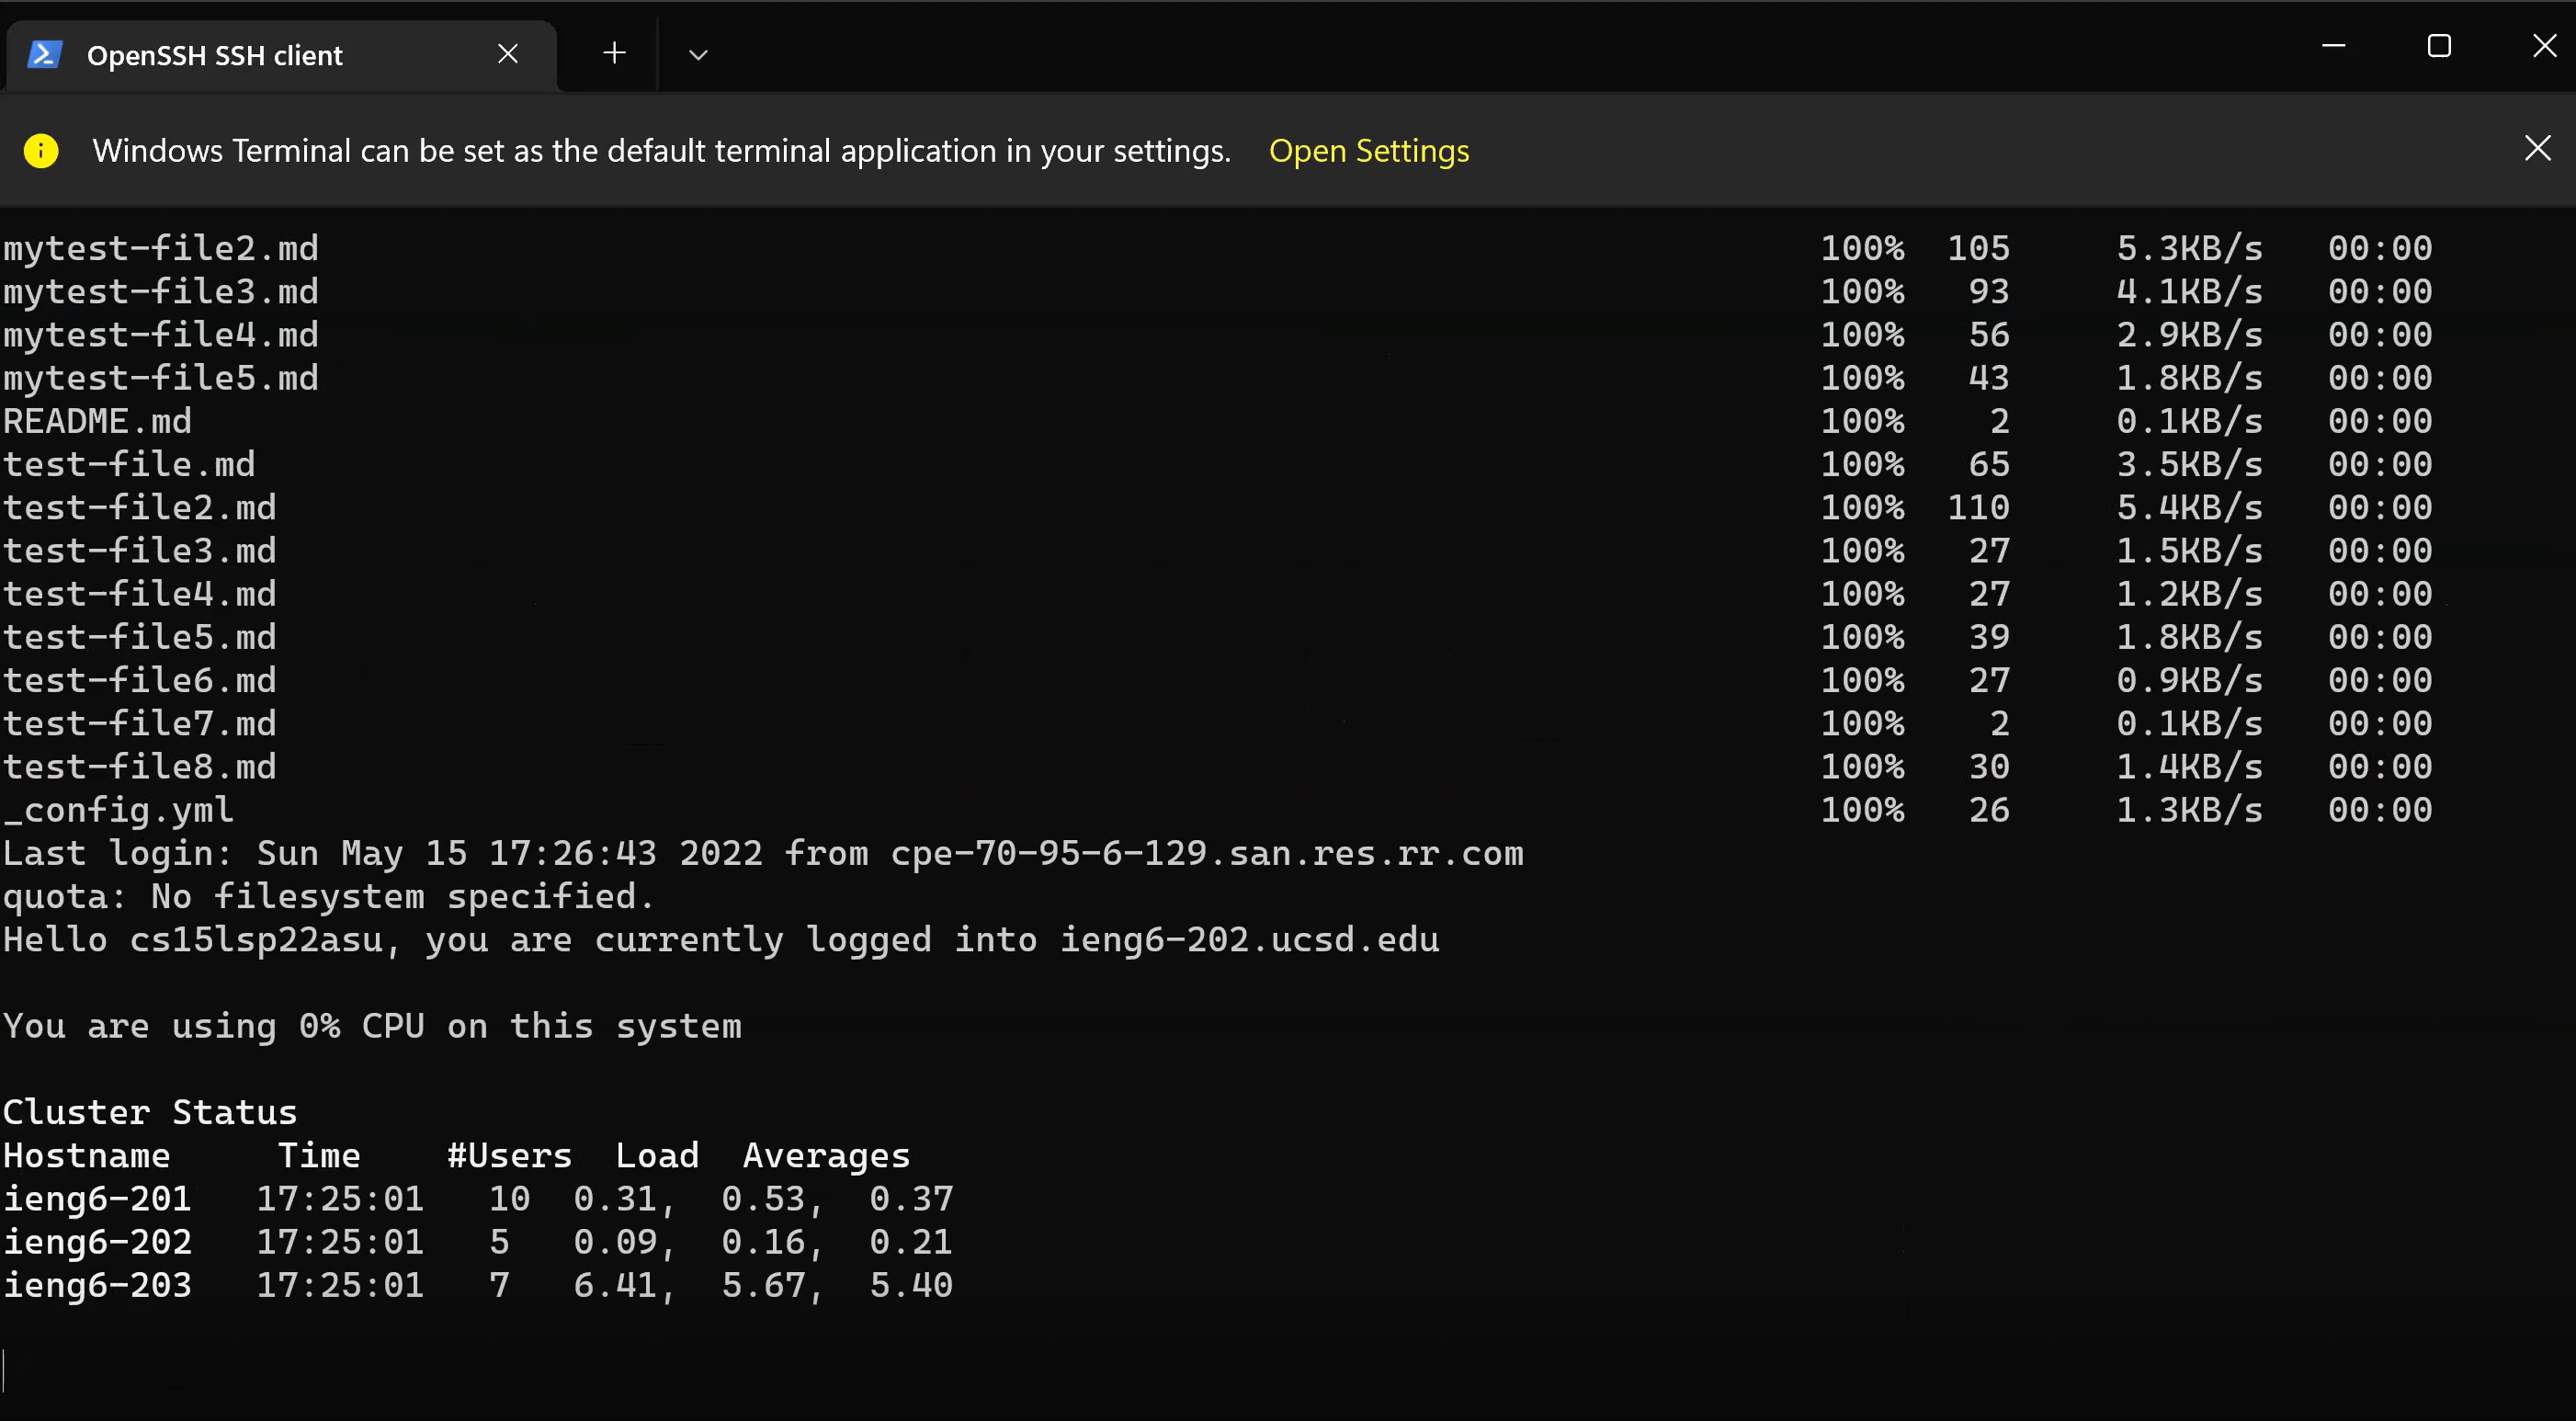 OpenSSH SSH client
Windows Terminal can be set as the default terminal application in your settings. Open Settings
mytest-file2.md 100% 105 5.3KB/s 00:00
mytest-file3.md 100% 93 4.1KB/s 00:00
mytest-file4.md 100% 56 2.9KB/s 00:00
mytest-file5.md 100% 43 1.8KB/s 00:00
README.md 100% 2 0.1KB/s 00:00
test-file.md 100% 65 3.5KB/s 00:00
test-file2.md 100% 110 5.4KB/s 00:00
test-file3.md 100% 27 1.5KB/s 00:00
test-file4.md 100% 27 1.2KB/s 00:00
test-file5.md 100% 39 1.8KB/s 00:00
test-file6.md 100% 27 0.9KB/s 00:00
test-file7.md 100% 2 0.1KB/s 00:00
test-file8.md 100% 30 1.4KB/s 00:00
_config.yml 100% 26 1.3KB/s 00:00
Last login: Sun May 15 17:26:43 2022 from cpe-70-95-6-129.san.res.rr.com
quota: No filesystem specified.
Hello cs15lsp22asu, you are currently logged into ieng6-202.ucsd.edu
You are using 0% CPU on this system
Cluster Status
Hostname Time #Users Load Averages
ieng6-201 17:25:01 10 0.31, 0.53, 0.37
ieng6-202 17:25:01 5 0.09, 0.16, 0.21
ieng6-203 17:25:01 7 6.41, 5.67, 5.40